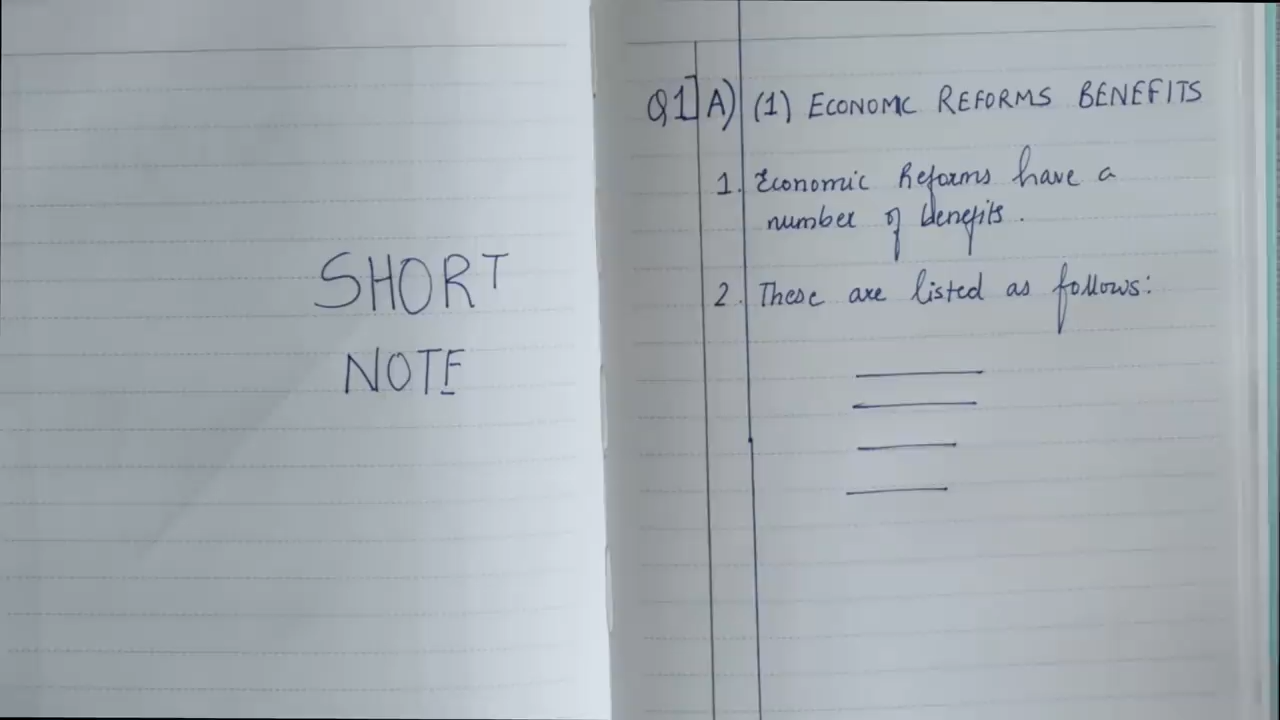 SHORT
NOTE
Q1] A) (1) ECONOMIC REFORMS BENEFITS
1. Economic Reforms have a
number of benefits.
2. These are listed as follows: